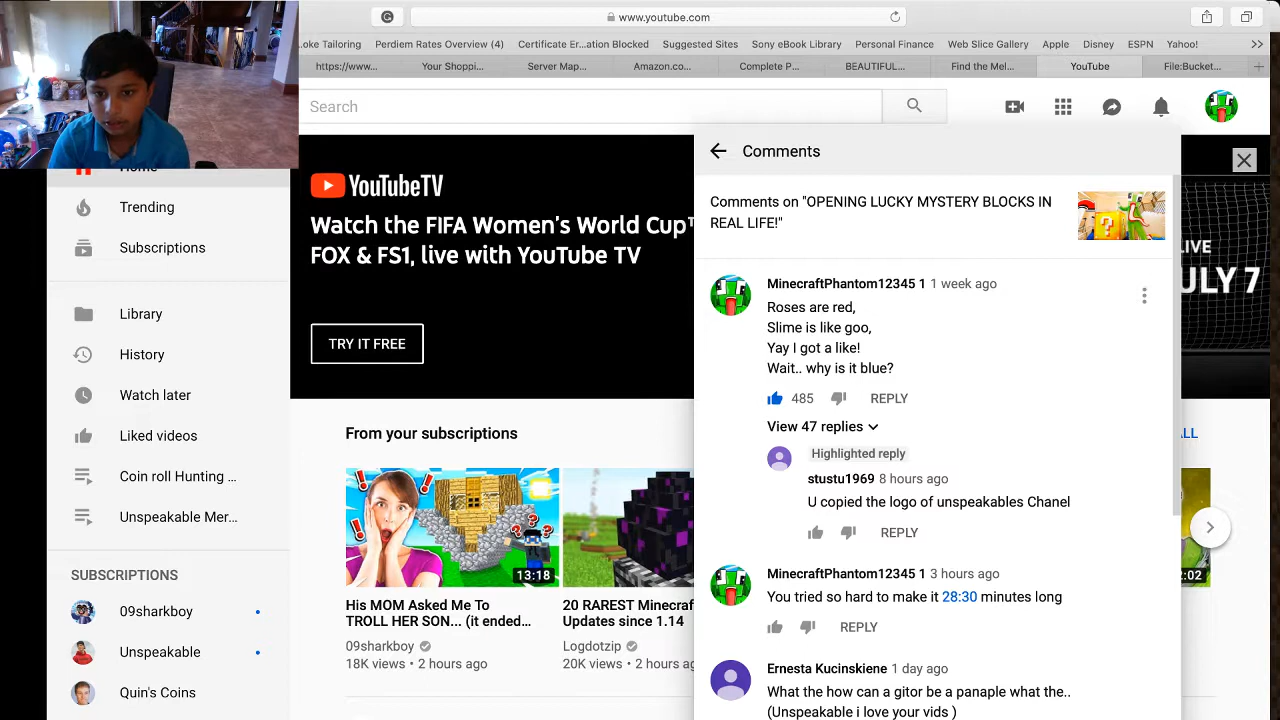 www.youtube.com
oke Tailoring
Perdiem Rates Overview (4)
Certificate Er...ation Blocked
Suggested Sites
Sony eBook Library
Personal Finance
Web Slice Gallery
Apple
Disney
ESPN
Yahoo!
https://www...
Your Shoppi...
Server Map...
Amazon.co...
Complete P...
BEAUTIFUL...
Find the Mel...
YouTube
File:Bucket...
Search
Home
Trending
Subscriptions
Library
History
Watch later
Liked videos
Coin roll Hunting ...
Unspeakable Mer...
SUBSCRIPTIONS
09sharkboy
Unspeakable
Quin's Coins
YouTubeTV
Watch the FIFA Women's World Cup™
FOX & FS1, live with YouTube TV
TRY IT FREE
LIVE
JULY 7
From your subscriptions
ALL
13:18
His MOM Asked Me To
TROLL HER SON... (it ended...
09sharkboy
18K views • 2 hours ago
20 RAREST Minecraf
Updates since 1.14
Logdotzip
20K views • 2 hours ag
2:02
Comments
Comments on "OPENING LUCKY MYSTERY BLOCKS IN
REAL LIFE!"
MinecraftPhantom12345 1 1 week ago
Roses are red,
Slime is like goo,
Yay I got a like!
Wait.. why is it blue?
485
REPLY
View 47 replies
Highlighted reply
stustu1969 8 hours ago
U copied the logo of unspeakables Chanel
REPLY
MinecraftPhantom12345 1 3 hours ago
You tried so hard to make it 28:30 minutes long
REPLY
Ernesta Kucinskiene 1 day ago
What the how can a gitor be a panaple what the..
(Unspeakable i love your vids )